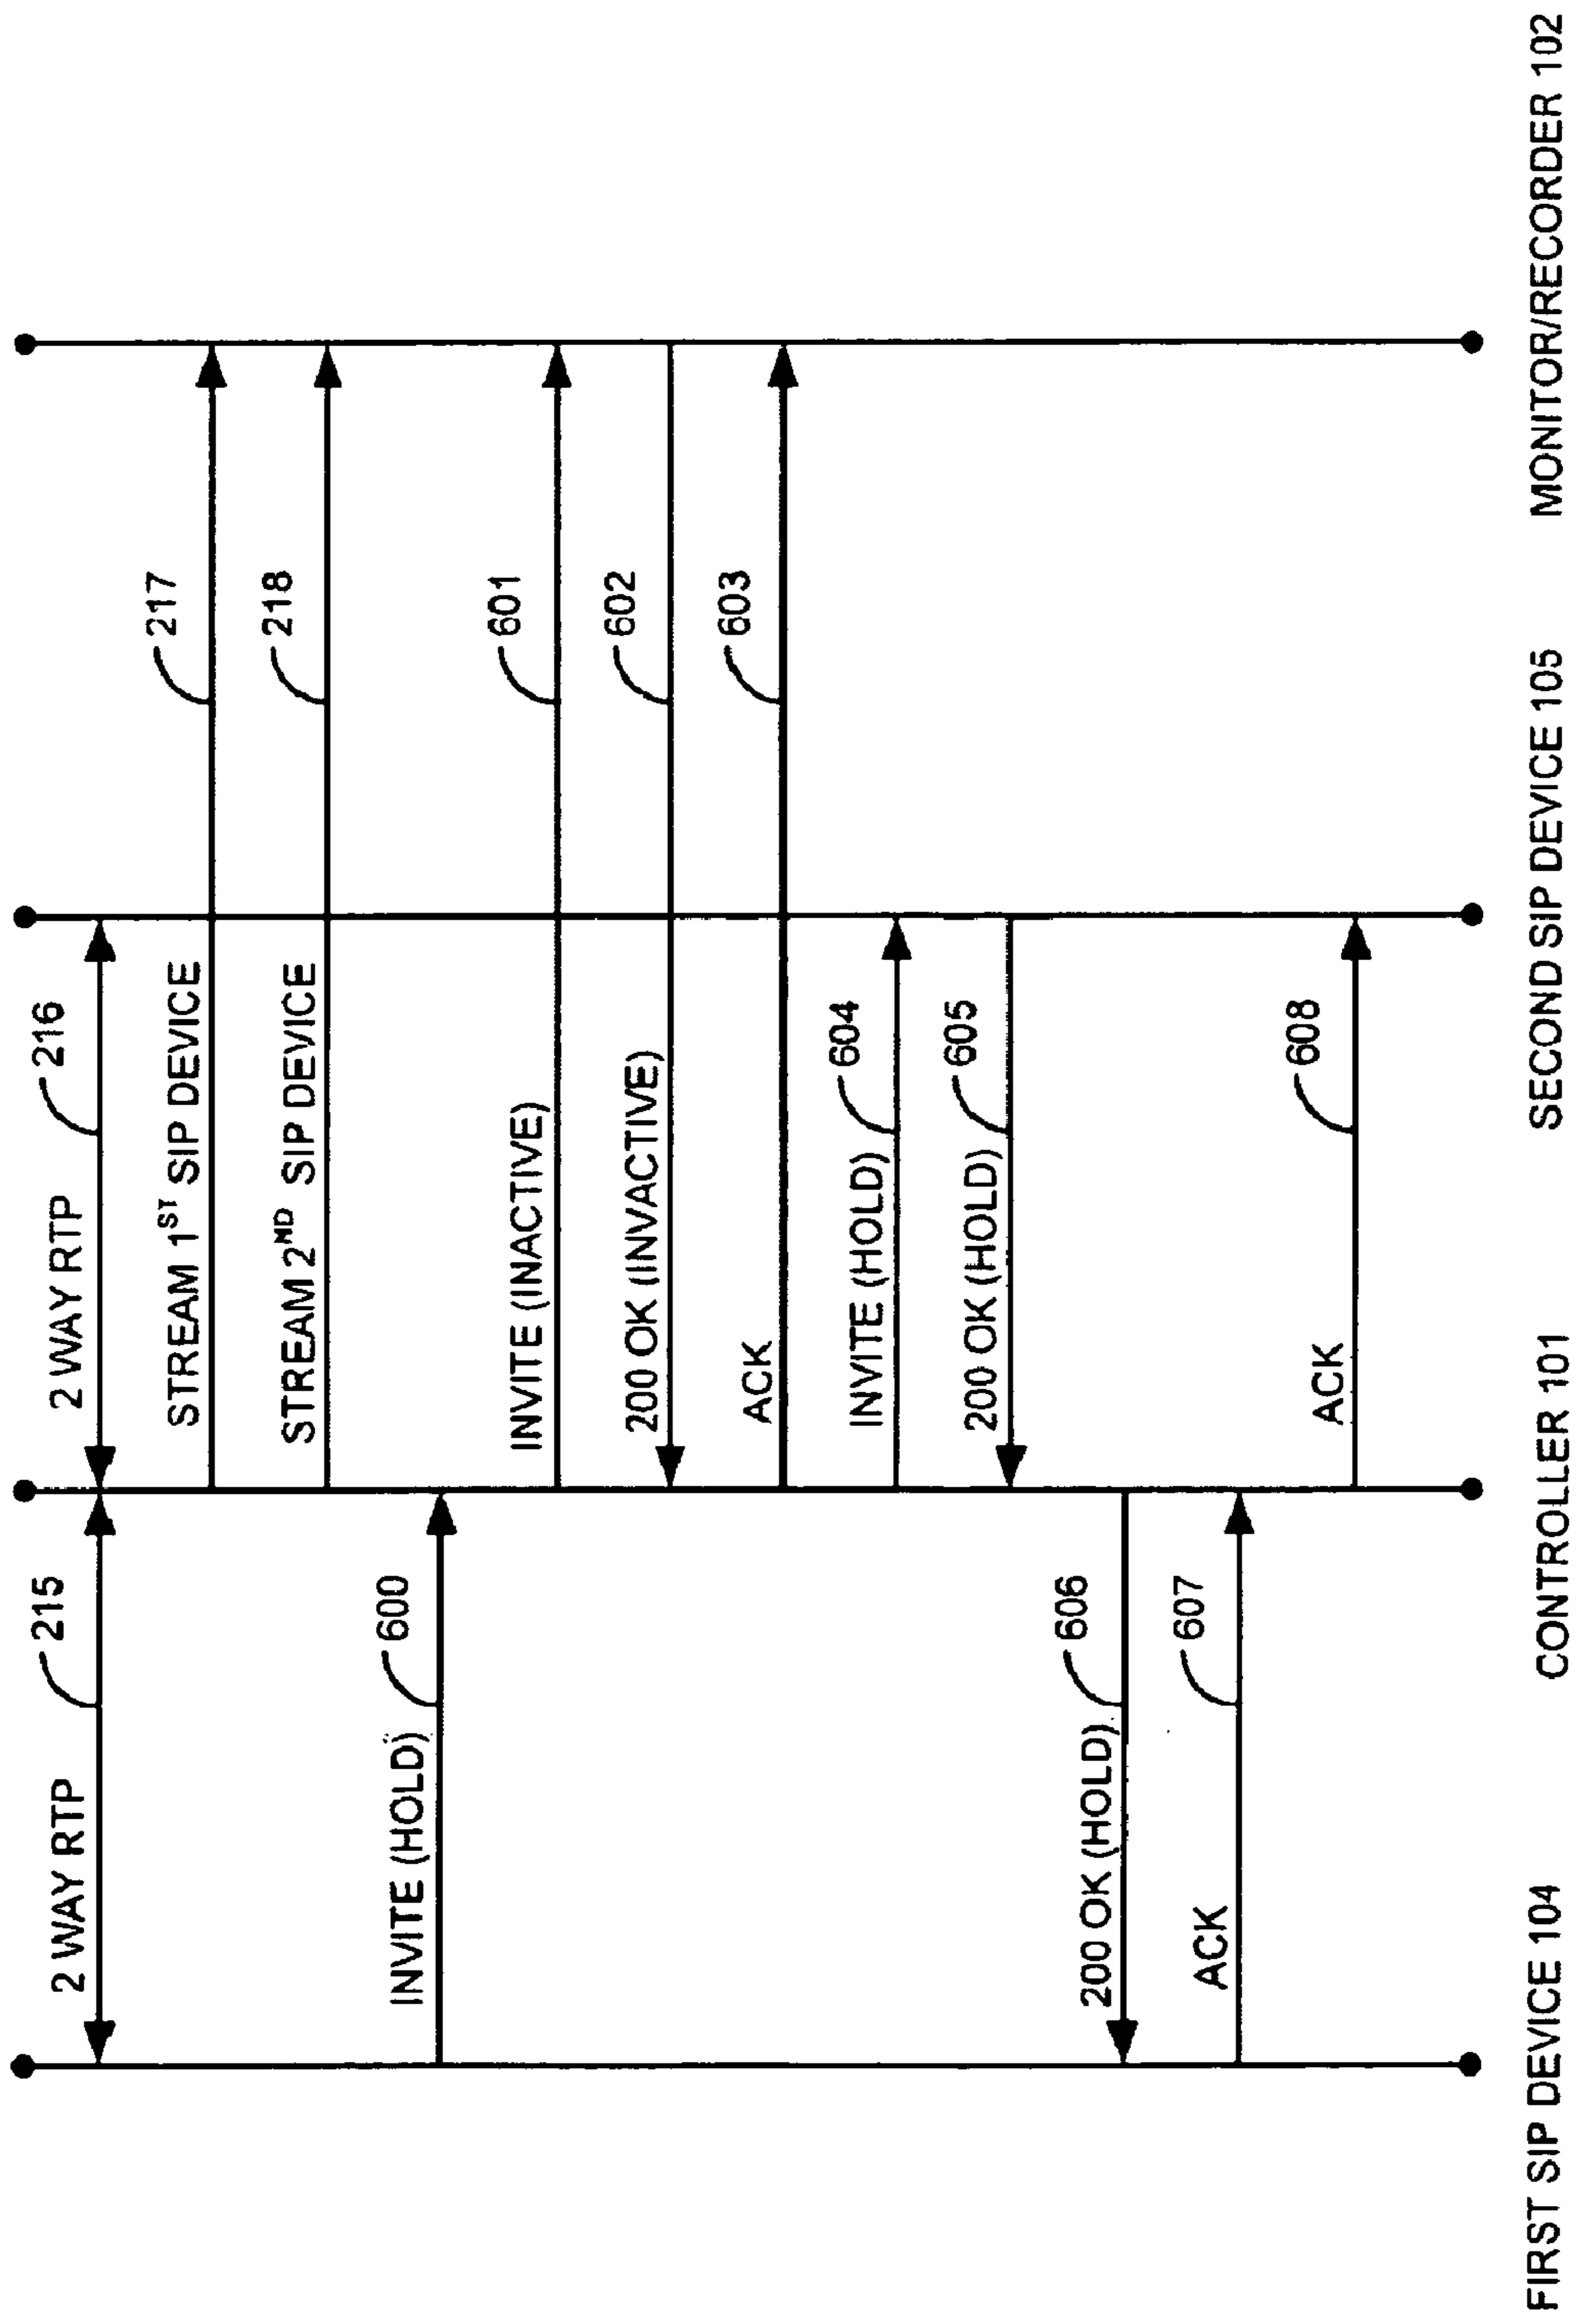 2 WAY RTP
215
2 WAY RTP
216
STREAM 1ST SIP DEVICE
217
STREAM 2ND SIP DEVICE
218
INVITE (HOLD)
600
INVITE (INACTIVE)
601
200 OK (INVACTIVE)
602
ACK
603
INVITE (HOLD)
604
200 OK (HOLD)
605
200 OK (HOLD)
606
ACK
607
ACK
608
FIRST SIP DEVICE 104
CONTROLLER 101
SECOND SIP DEVICE 105
MONITOR/RECORDER 102